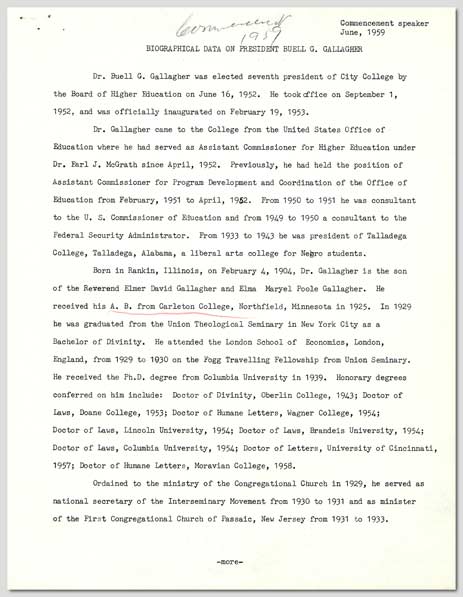 Commencement speaker
June, 1959
Commencement
1959
BIOGRAPHICAL DATA ON PRESIDENT BUELL G. GALLAGHER
Dr. Buell G. Gallagher was elected seventh president of City College by
the Board of Higher Education on June 16, 1952. He took office on September 1,
1952, and was officially inaugurated on February 19, 1953.
Dr. Gallagher came to the College from the United States Office of
Education where he had served as Assistant Commissioner for Higher Education under
Dr. Earl J. McGrath since April, 1952. Previously, he had held the position of
Assistant Commissioner for Program Development and Coordination of the Office of
Education from February, 1951 to April, 1952. From 1950 to 1951 he was consultant
to the U. S. Commissioner of Education and from 1949 to 1950 a consultant to the
Federal Security Administrator. From 1933 to 1943 he was president of Talladega
College, Talladega, Alabama, a liberal arts college for Negro students.
Born in Rankin, Illinois, on February 4, 1904, Dr. Gallagher is the son
of the Reverend Elmer David Gallagher and Elma Maryel Poole Gallagher. He
received his A. B. from Carleton College, Northfield, Minnesota in 1925. In 1929
he was graduated from the Union Theological Seminary in New York City as a
Bachelor of Divinity. He attended the London School of Economics, London,
England, from 1929 to 1930 on the Fogg Travelling Fellowship from Union Seminary.
He received the Ph.D. degree from Columbia University in 1939. Honorary degrees
conferred on him include: Doctor of Divinity, Oberlin College, 1943; Doctor of
Laws, Doane College, 1953; Doctor of Humane Letters, Wagner College, 1954;
Doctor of Laws, Lincoln University, 1954; Doctor of Laws, Brandeis University, 1954;
Doctor of Laws, Columbia University, 1954; Doctor of Letters, University of Cincinnati,
1957; Doctor of Humane Letters, Moravian College, 1958.
Ordained to the ministry of the Congregational Church in 1929, he served as
national secretary of the Interseminary Movement from 1930 to 1931 and as minister
of the First Congregational Church of Passaic, New Jersey from 1931 to 1933.
-more-